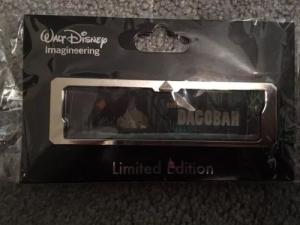 Walt Disney
Imagineering
DAGOBAH
Limited Edition